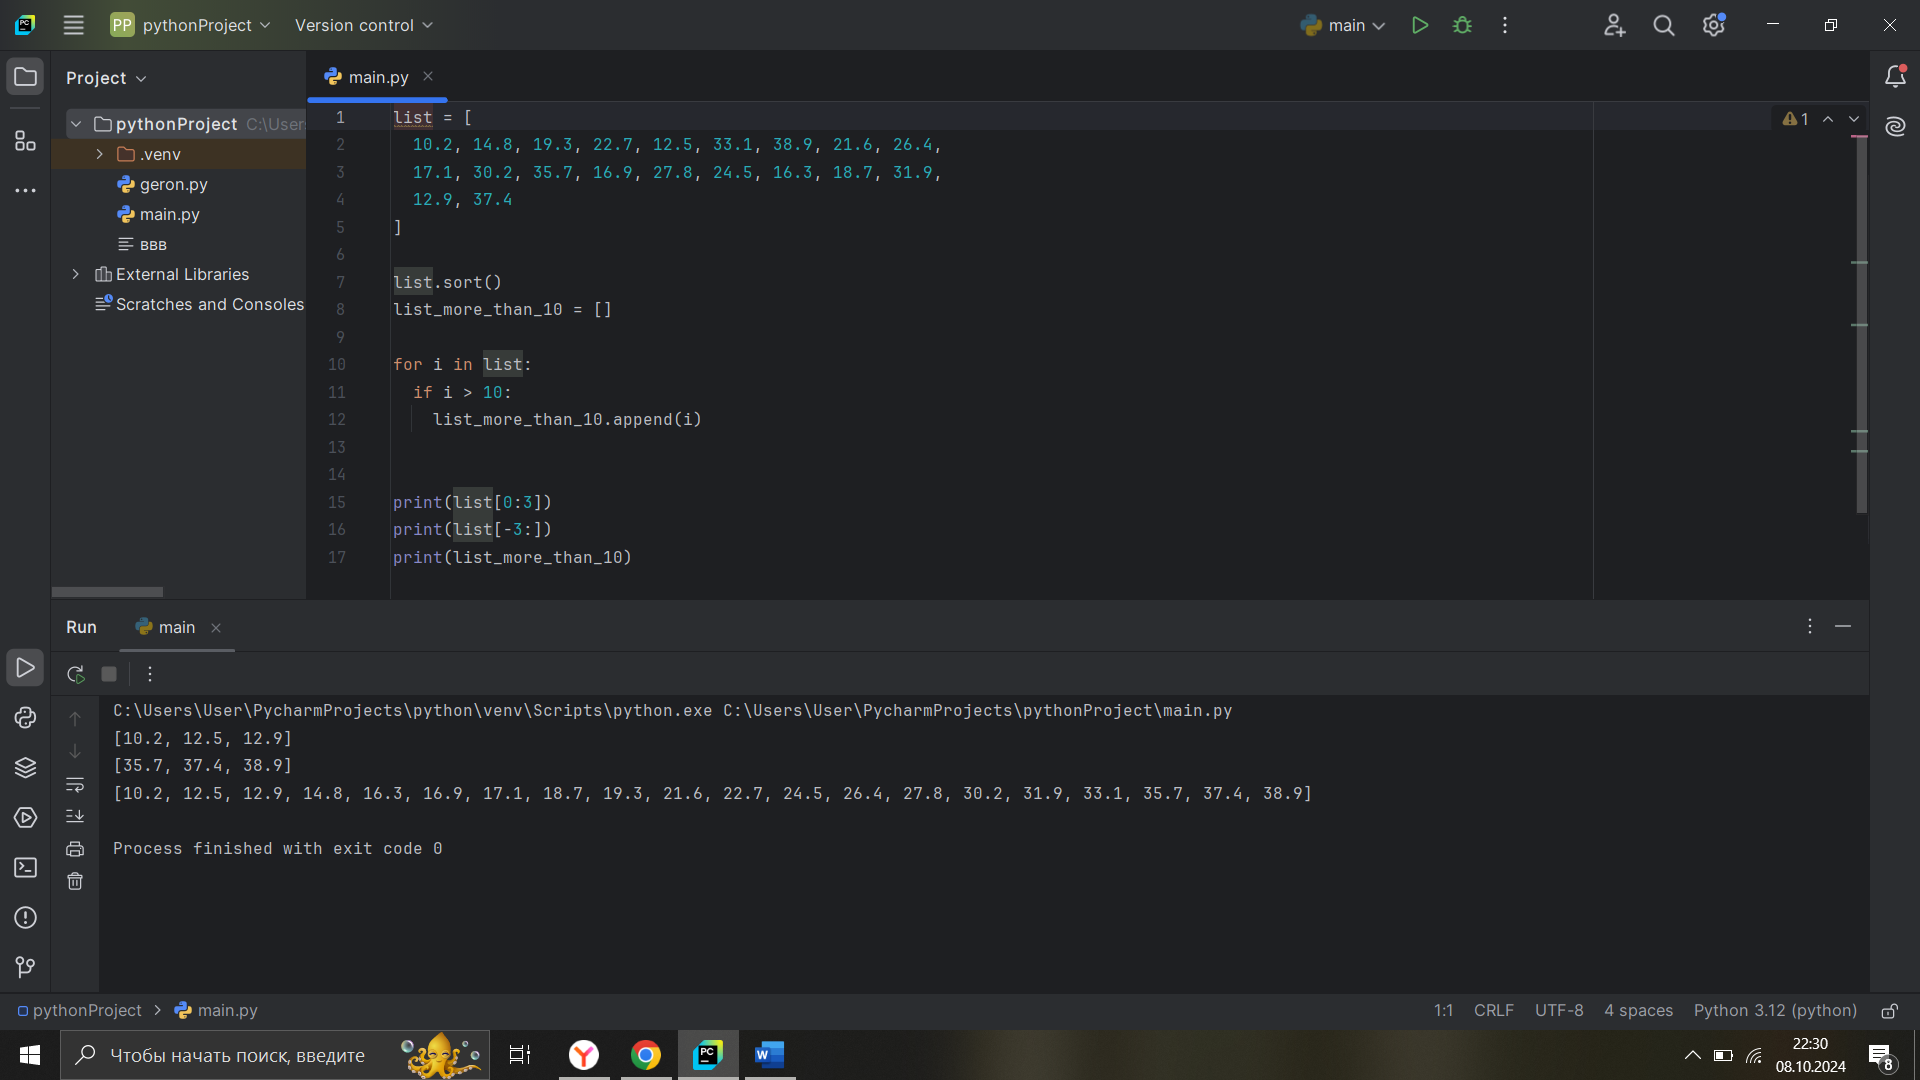 PP pythonProject Version control main
Project
main.py
pythonProject C:\User
.venv
geron.py
main.py
ввв
External Libraries
Scratches and Consoles
1 list = [
2 10.2, 14.8, 19.3, 22.7, 12.5, 33.1, 38.9, 21.6, 26.4,
3 17.1, 30.2, 35.7, 16.9, 27.8, 24.5, 16.3, 18.7, 31.9,
4 12.9, 37.4
5 ]
6
7 list.sort()
8 list_more_than_10 = []
9
10 for i in list:
11 if i > 10:
12 list_more_than_10.append(i)
13
14
15 print(list[0:3])
16 print(list[-3:])
17 print(list_more_than_10)
1
Run main
C:\Users\User\PycharmProjects\python\venv\Scripts\python.exe C:\Users\User\PycharmProjects\pythonProject\main.py
[10.2, 12.5, 12.9]
[35.7, 37.4, 38.9]
[10.2, 12.5, 12.9, 14.8, 16.3, 16.9, 17.1, 18.7, 19.3, 21.6, 22.7, 24.5, 26.4, 27.8, 30.2, 31.9, 33.1, 35.7, 37.4, 38.9]
Process finished with exit code 0
pythonProject main.py 1:1 CRLF UTF-8 4 spaces Python 3.12 (python)
Чтобы начать поиск, введите
22:30
08.10.2024
8